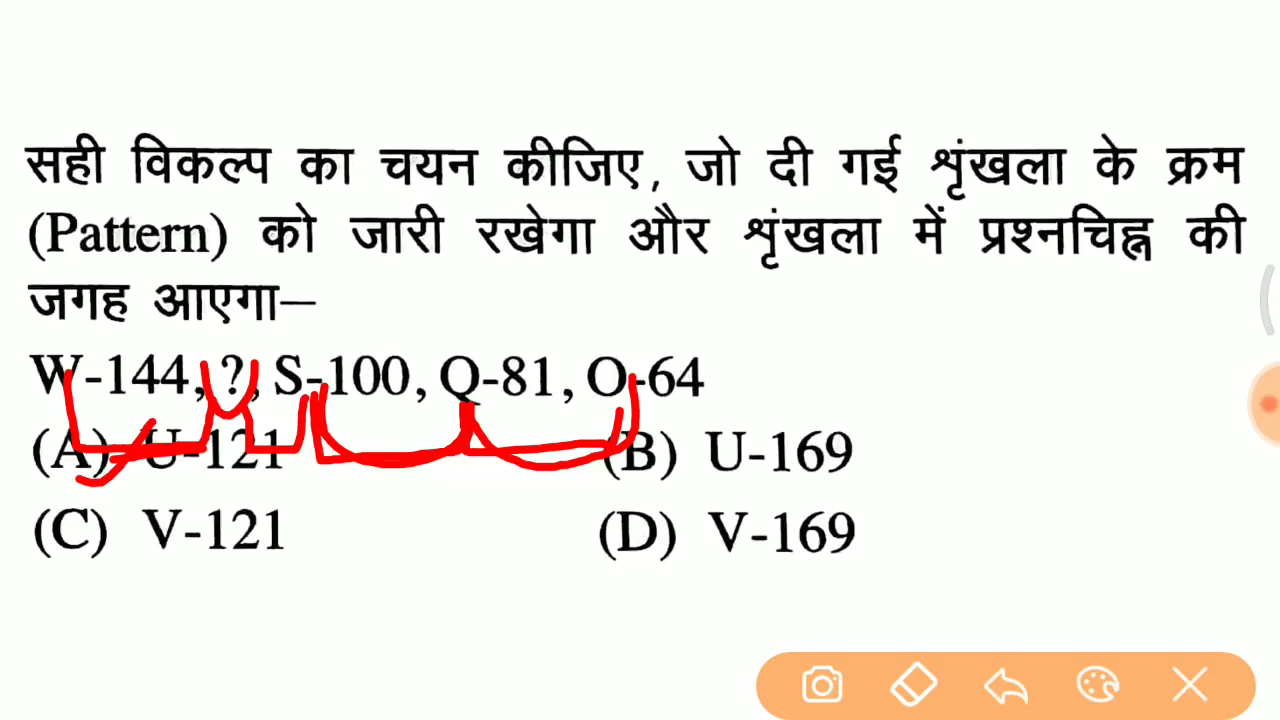 सही विकल्प का चयन कीजिए, जो दी गई शृंखला के क्रम
(Pattern) को जारी रखेगा और शृंखला में प्रश्नचिह्न की
जगह आएगा—
W-144, ?, S-100, Q-81, O-64
(A) U-121 (B) U-169
(C) V-121 (D) V-169